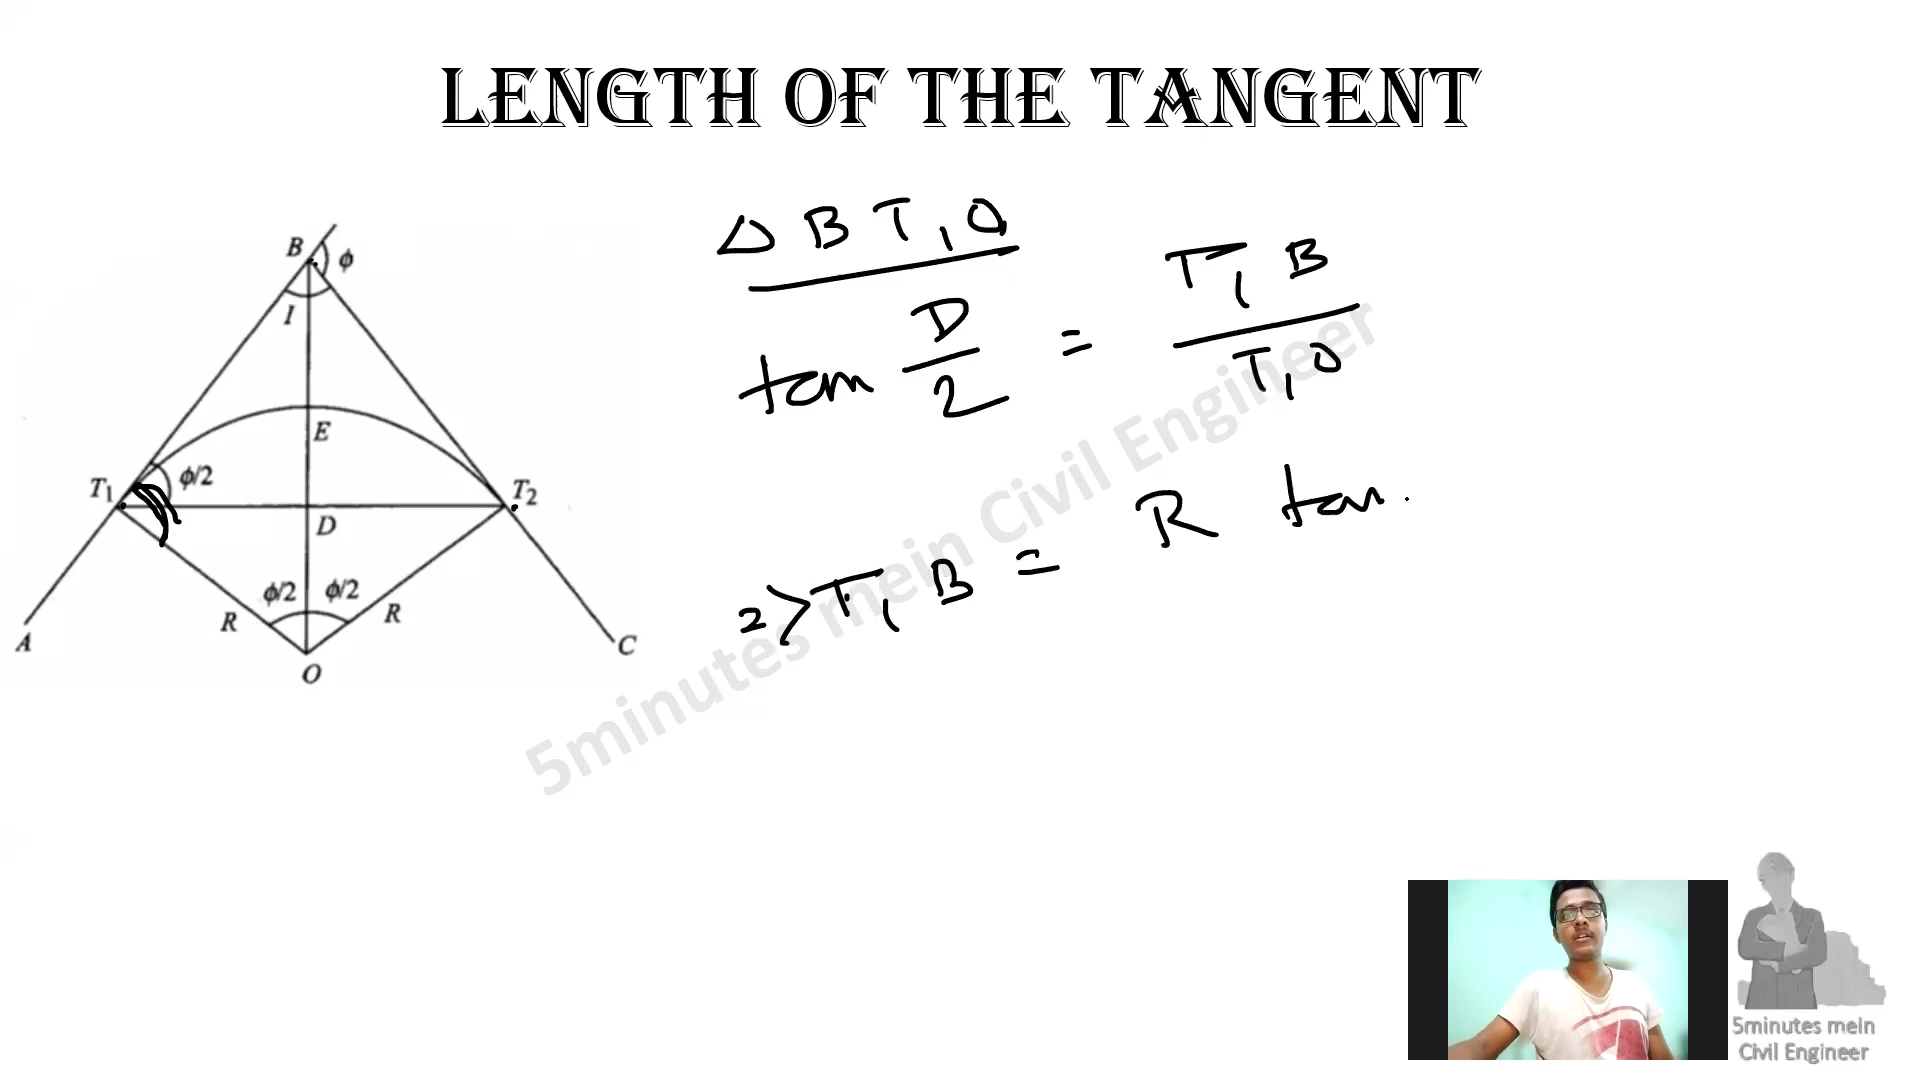 LENGTH OF THE TANGENT
Δ B T₁ O
tan D/2 = T₁ B / T₁ O
=> T₁ B = R tan.
B
ϕ
I
E
T₁
ϕ/2
T₂
D
ϕ/2
ϕ/2
R
R
A
O
C
5minutes mein Civil Engineer
5minutes mein
Civil Engineer